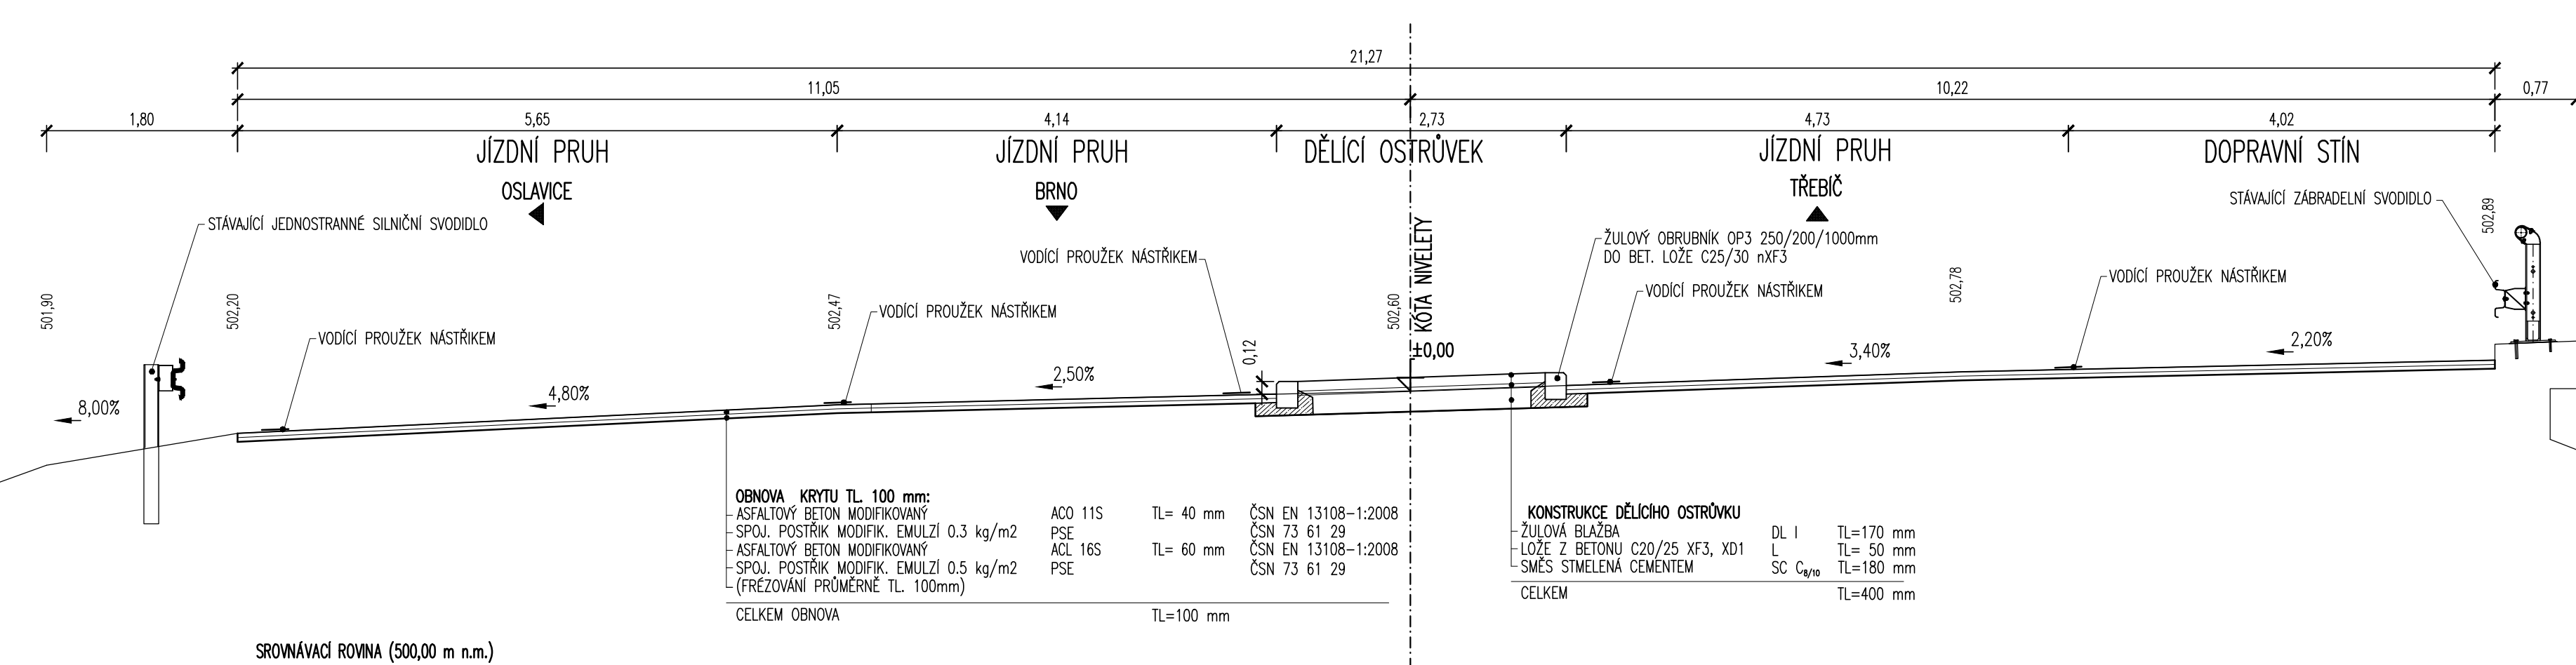 21,27
11,05
10,22
0,77
1,80
5,65
4,14
2,73
4,73
4,02
JÍZDNÍ PRUH
JÍZDNÍ PRUH
DĚLÍCÍ OSTRŮVEK
JÍZDNÍ PRUH
DOPRAVNÍ STÍN
OSLAVICE
BRNO
TŘEBÍČ
STÁVAJÍCÍ JEDNOSTRANNÉ SILNIČNÍ SVODIDLO
STÁVAJÍCÍ ZÁBRADELNÍ SVODIDLO
502,89
ŽULOVÝ OBRUBNÍK OP3 250/200/1000mm
DO BET. LOŽE C25/30 nXF3
VODÍCÍ PROUŽEK NÁSTŘIKEM
KÓTA NIVELETY
VODÍCÍ PROUŽEK NÁSTŘIKEM
VODÍCÍ PROUŽEK NÁSTŘIKEM
501,90
502,20
502,47
502,60
502,78
VODÍCÍ PROUŽEK NÁSTŘIKEM
VODÍCÍ PROUŽEK NÁSTŘIKEM
0,12
±0,00
8,00%
4,80%
2,50%
3,40%
2,20%
OBNOVA KRYTU TL. 100 mm:
ASFALTOVÝ BETON MODIFIKOVANÝ ACO 11S TL= 40 mm ČSN EN 13108-1:2008
SPOJ. POSTŘIK MODIFIK. EMULZÍ 0.3 kg/m2 PSE ČSN 73 61 29
ASFALTOVÝ BETON MODIFIKOVANÝ ACL 16S TL= 60 mm ČSN EN 13108-1:2008
SPOJ. POSTŘIK MODIFIK. EMULZÍ 0.5 kg/m2 PSE ČSN 73 61 29
(FRÉZOVÁNÍ PRŮMĚRNĚ TL. 100mm)
CELKEM OBNOVA TL=100 mm
KONSTRUKCE DĚLÍCÍHO OSTRŮVKU
ŽULOVÁ BLAŽBA DL I TL=170 mm
LOŽE Z BETONU C20/25 XF3, XD1 L TL= 50 mm
SMĚS STMELENÁ CEMENTEM SC C8/10 TL=180 mm
CELKEM TL=400 mm
SROVNÁVACÍ ROVINA (500,00 m n.m.)